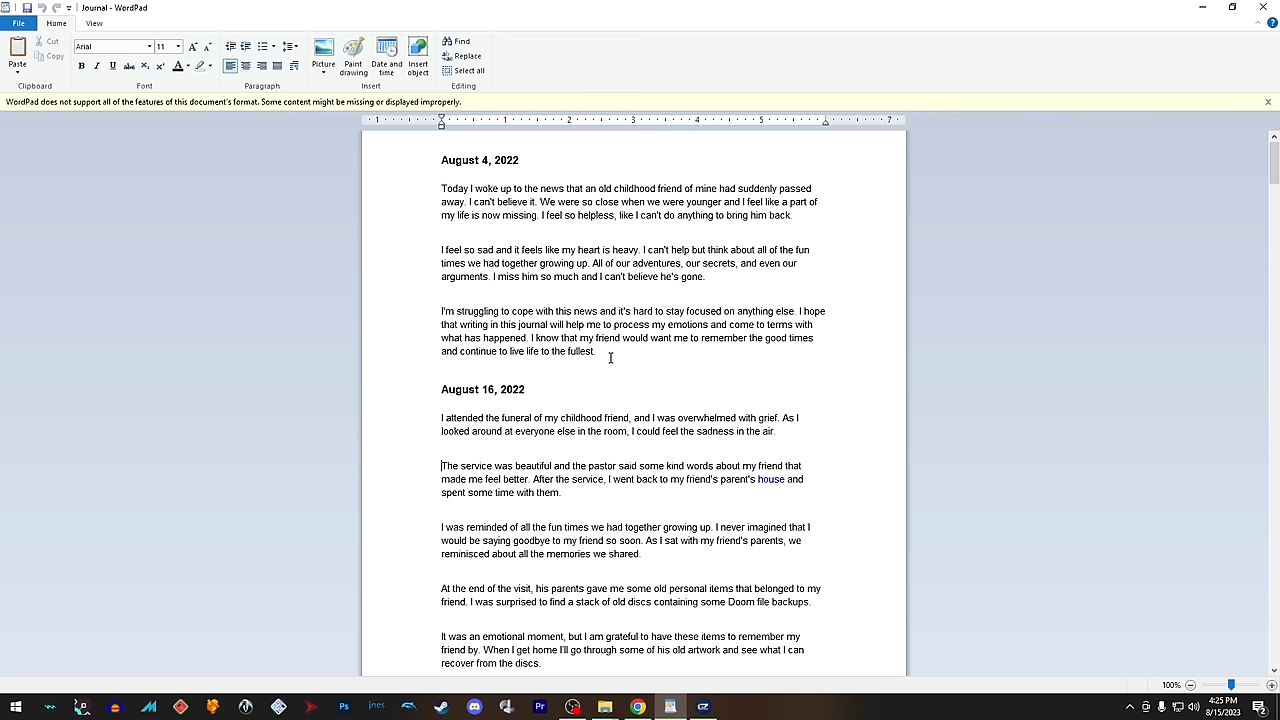 Journal - WordPad
File
Home
View
Paste
Cut
Copy
Clipboard
Arial
11
Font
Paragraph
Picture
Paint drawing
Date and time
Insert object
Insert
Find
Replace
Select all
Editing
WordPad does not support all of the features of this document's format. Some content might be missing or displayed improperly.
1 1 2 3 4 5 7
August 4, 2022
Today I woke up to the news that an old childhood friend of mine had suddenly passed
away. I can't believe it. We were so close when we were younger and I feel like a part of
my life is now missing. I feel so helpless, like I can't do anything to bring him back.
I feel so sad and it feels like my heart is heavy. I can't help but think about all of the fun
times we had together growing up. All of our adventures, our secrets, and even our
arguments. I miss him so much and I can't believe he's gone.
I'm struggling to cope with this news and it's hard to stay focused on anything else. I hope
that writing in this journal will help me to process my emotions and come to terms with
what has happened. I know that my friend would want me to remember the good times
and continue to live life to the fullest.
August 16, 2022
I attended the funeral of my childhood friend, and I was overwhelmed with grief. As I
looked around at everyone else in the room, I could feel the sadness in the air.
The service was beautiful and the pastor said some kind words about my friend that
made me feel better. After the service, I went back to my friend's parent's house and
spent some time with them.
I was reminded of all the fun times we had together growing up. I never imagined that I
would be saying goodbye to my friend so soon. As I sat with my friend's parents, we
reminisced about all the memories we shared.
At the end of the visit, his parents gave me some old personal items that belonged to my
friend. I was surprised to find a stack of old discs containing some Doom file backups.
It was an emotional moment, but I am grateful to have these items to remember my
friend by. When I get home I'll go through some of his old artwork and see what I can
recover from the discs.
100%
4:25 PM
8/15/2023